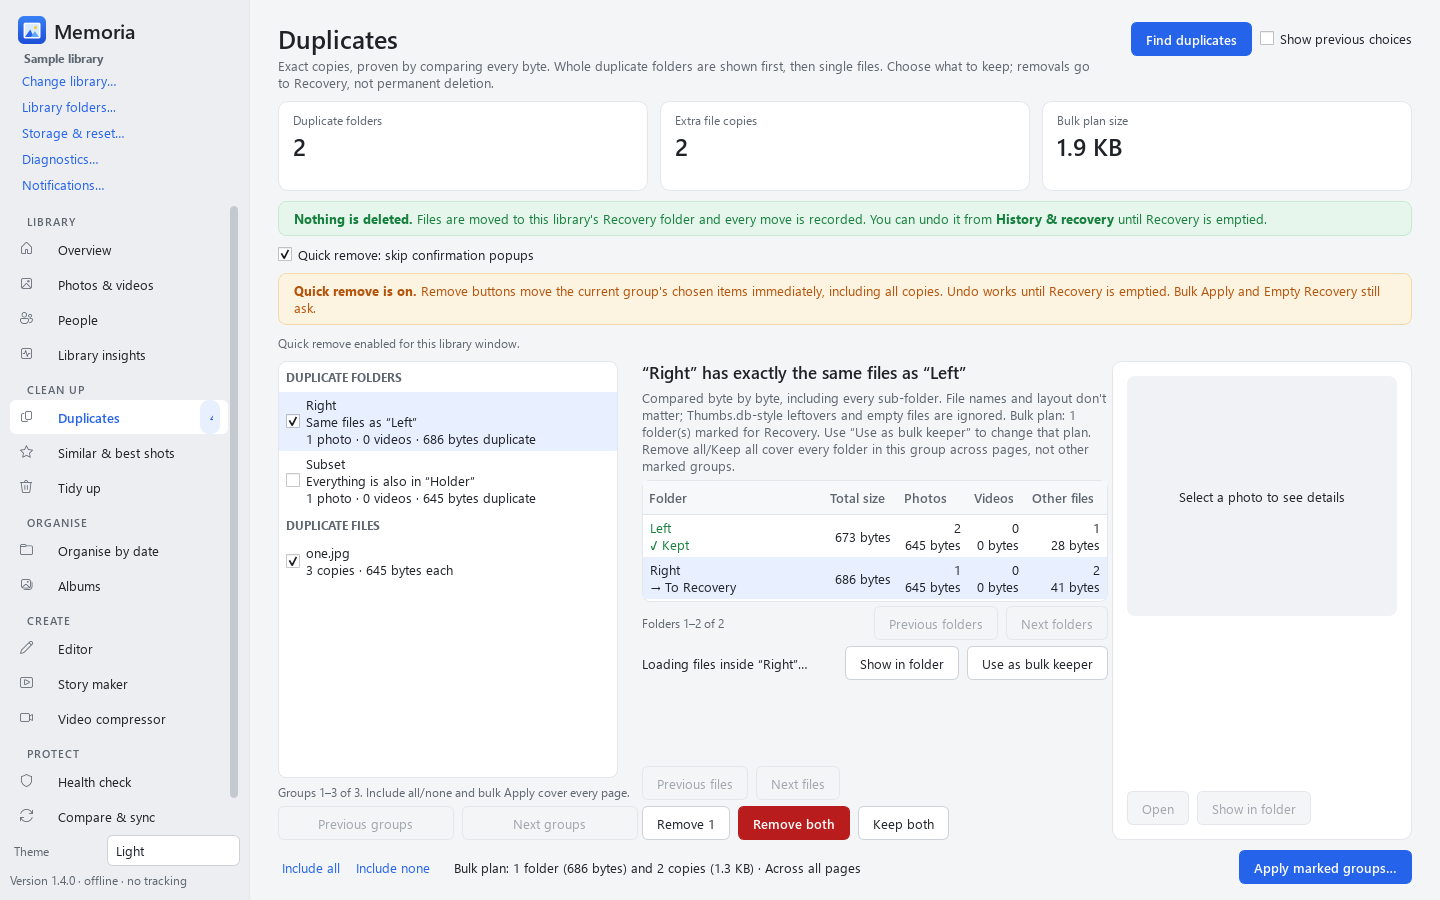 Memoria
Sample library
Change library...
Library folders...
Storage & reset...
Diagnostics...
Notifications...
LIBRARY
Overview
Photos & videos
People
Library insights
CLEAN UP
Duplicates
Similar & best shots
Tidy up
ORGANISE
Organise by date
Albums
CREATE
Editor
Story maker
Video compressor
PROTECT
Health check
Compare & sync
Theme
Light
Version 1.4.0 · offline · no tracking
Duplicates
Find duplicates
Show previous choices
Exact copies, proven by comparing every byte. Whole duplicate folders are shown first, then single files. Choose what to keep; removals go
to Recovery, not permanent deletion.
Duplicate folders
2
Extra file copies
2
Bulk plan size
1.9 KB
Nothing is deleted. Files are moved to this library's Recovery folder and every move is recorded. You can undo it from History & recovery until Recovery is emptied.
Quick remove: skip confirmation popups
Quick remove is on. Remove buttons move the current group's chosen items immediately, including all copies. Undo works until Recovery is emptied. Bulk Apply and Empty Recovery still
ask.
Quick remove enabled for this library window.
DUPLICATE FOLDERS
Right
Same files as “Left”
1 photo · 0 videos · 686 bytes duplicate
Subset
Everything is also in “Holder”
1 photo · 0 videos · 645 bytes duplicate
DUPLICATE FILES
one.jpg
3 copies · 645 bytes each
Groups 1–3 of 3. Include all/none and bulk Apply cover every page.
Previous groups
Next groups
“Right” has exactly the same files as “Left”
Compared byte by byte, including every sub-folder. File names and layout don't
matter; Thumbs.db-style leftovers and empty files are ignored. Bulk plan: 1
folder(s) marked for Recovery. Use “Use as bulk keeper” to change that plan.
Remove all/Keep all cover every folder in this group across pages, not other
marked groups.
Folder Total size Photos Videos Other files
Left 2 0 1
✓ Kept 673 bytes 645 bytes 0 bytes 28 bytes
Right 1 0 2
→ To Recovery 686 bytes 645 bytes 0 bytes 41 bytes
Folders 1–2 of 2
Previous folders
Next folders
Loading files inside “Right”...
Show in folder
Use as bulk keeper
Previous files
Next files
Remove 1
Remove both
Keep both
Select a photo to see details
Open
Show in folder
Include all
Include none
Bulk plan: 1 folder (686 bytes) and 2 copies (1.3 KB) · Across all pages
Apply marked groups...